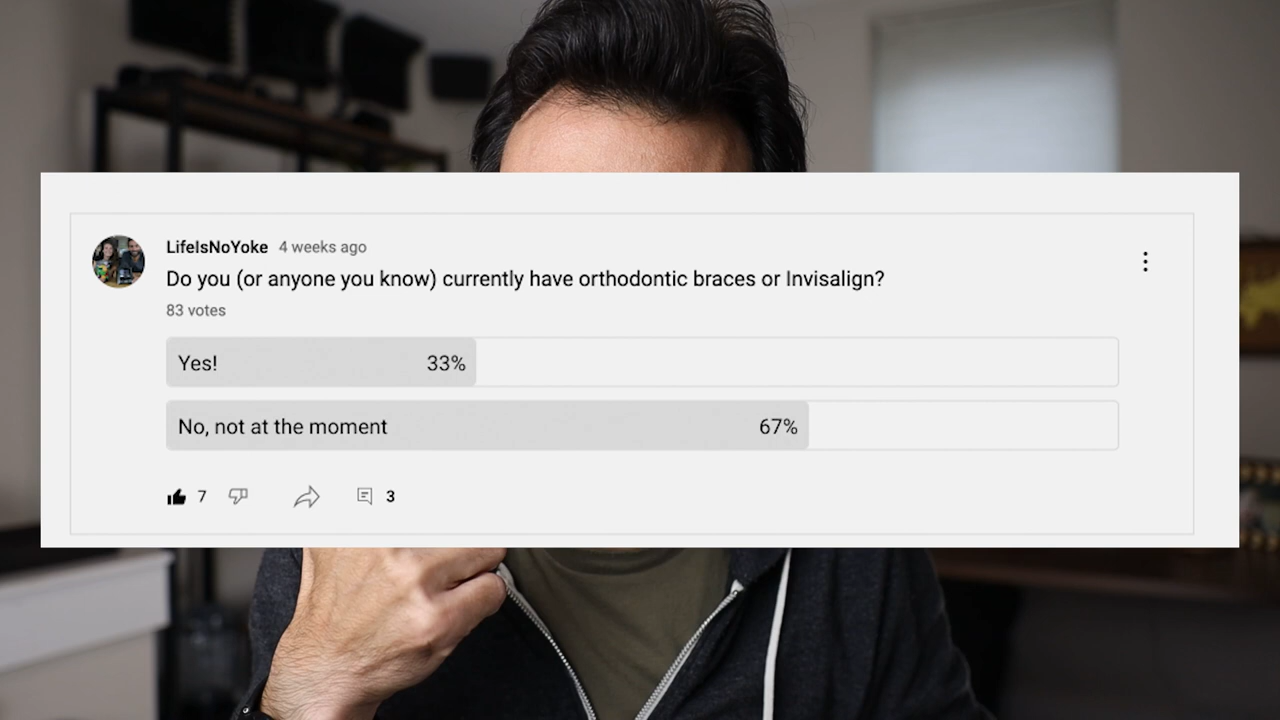 LifeIsNoYoke 4 weeks ago
Do you (or anyone you know) currently have orthodontic braces or Invisalign?
83 votes
Yes! 33%
No, not at the moment 67%
7 3